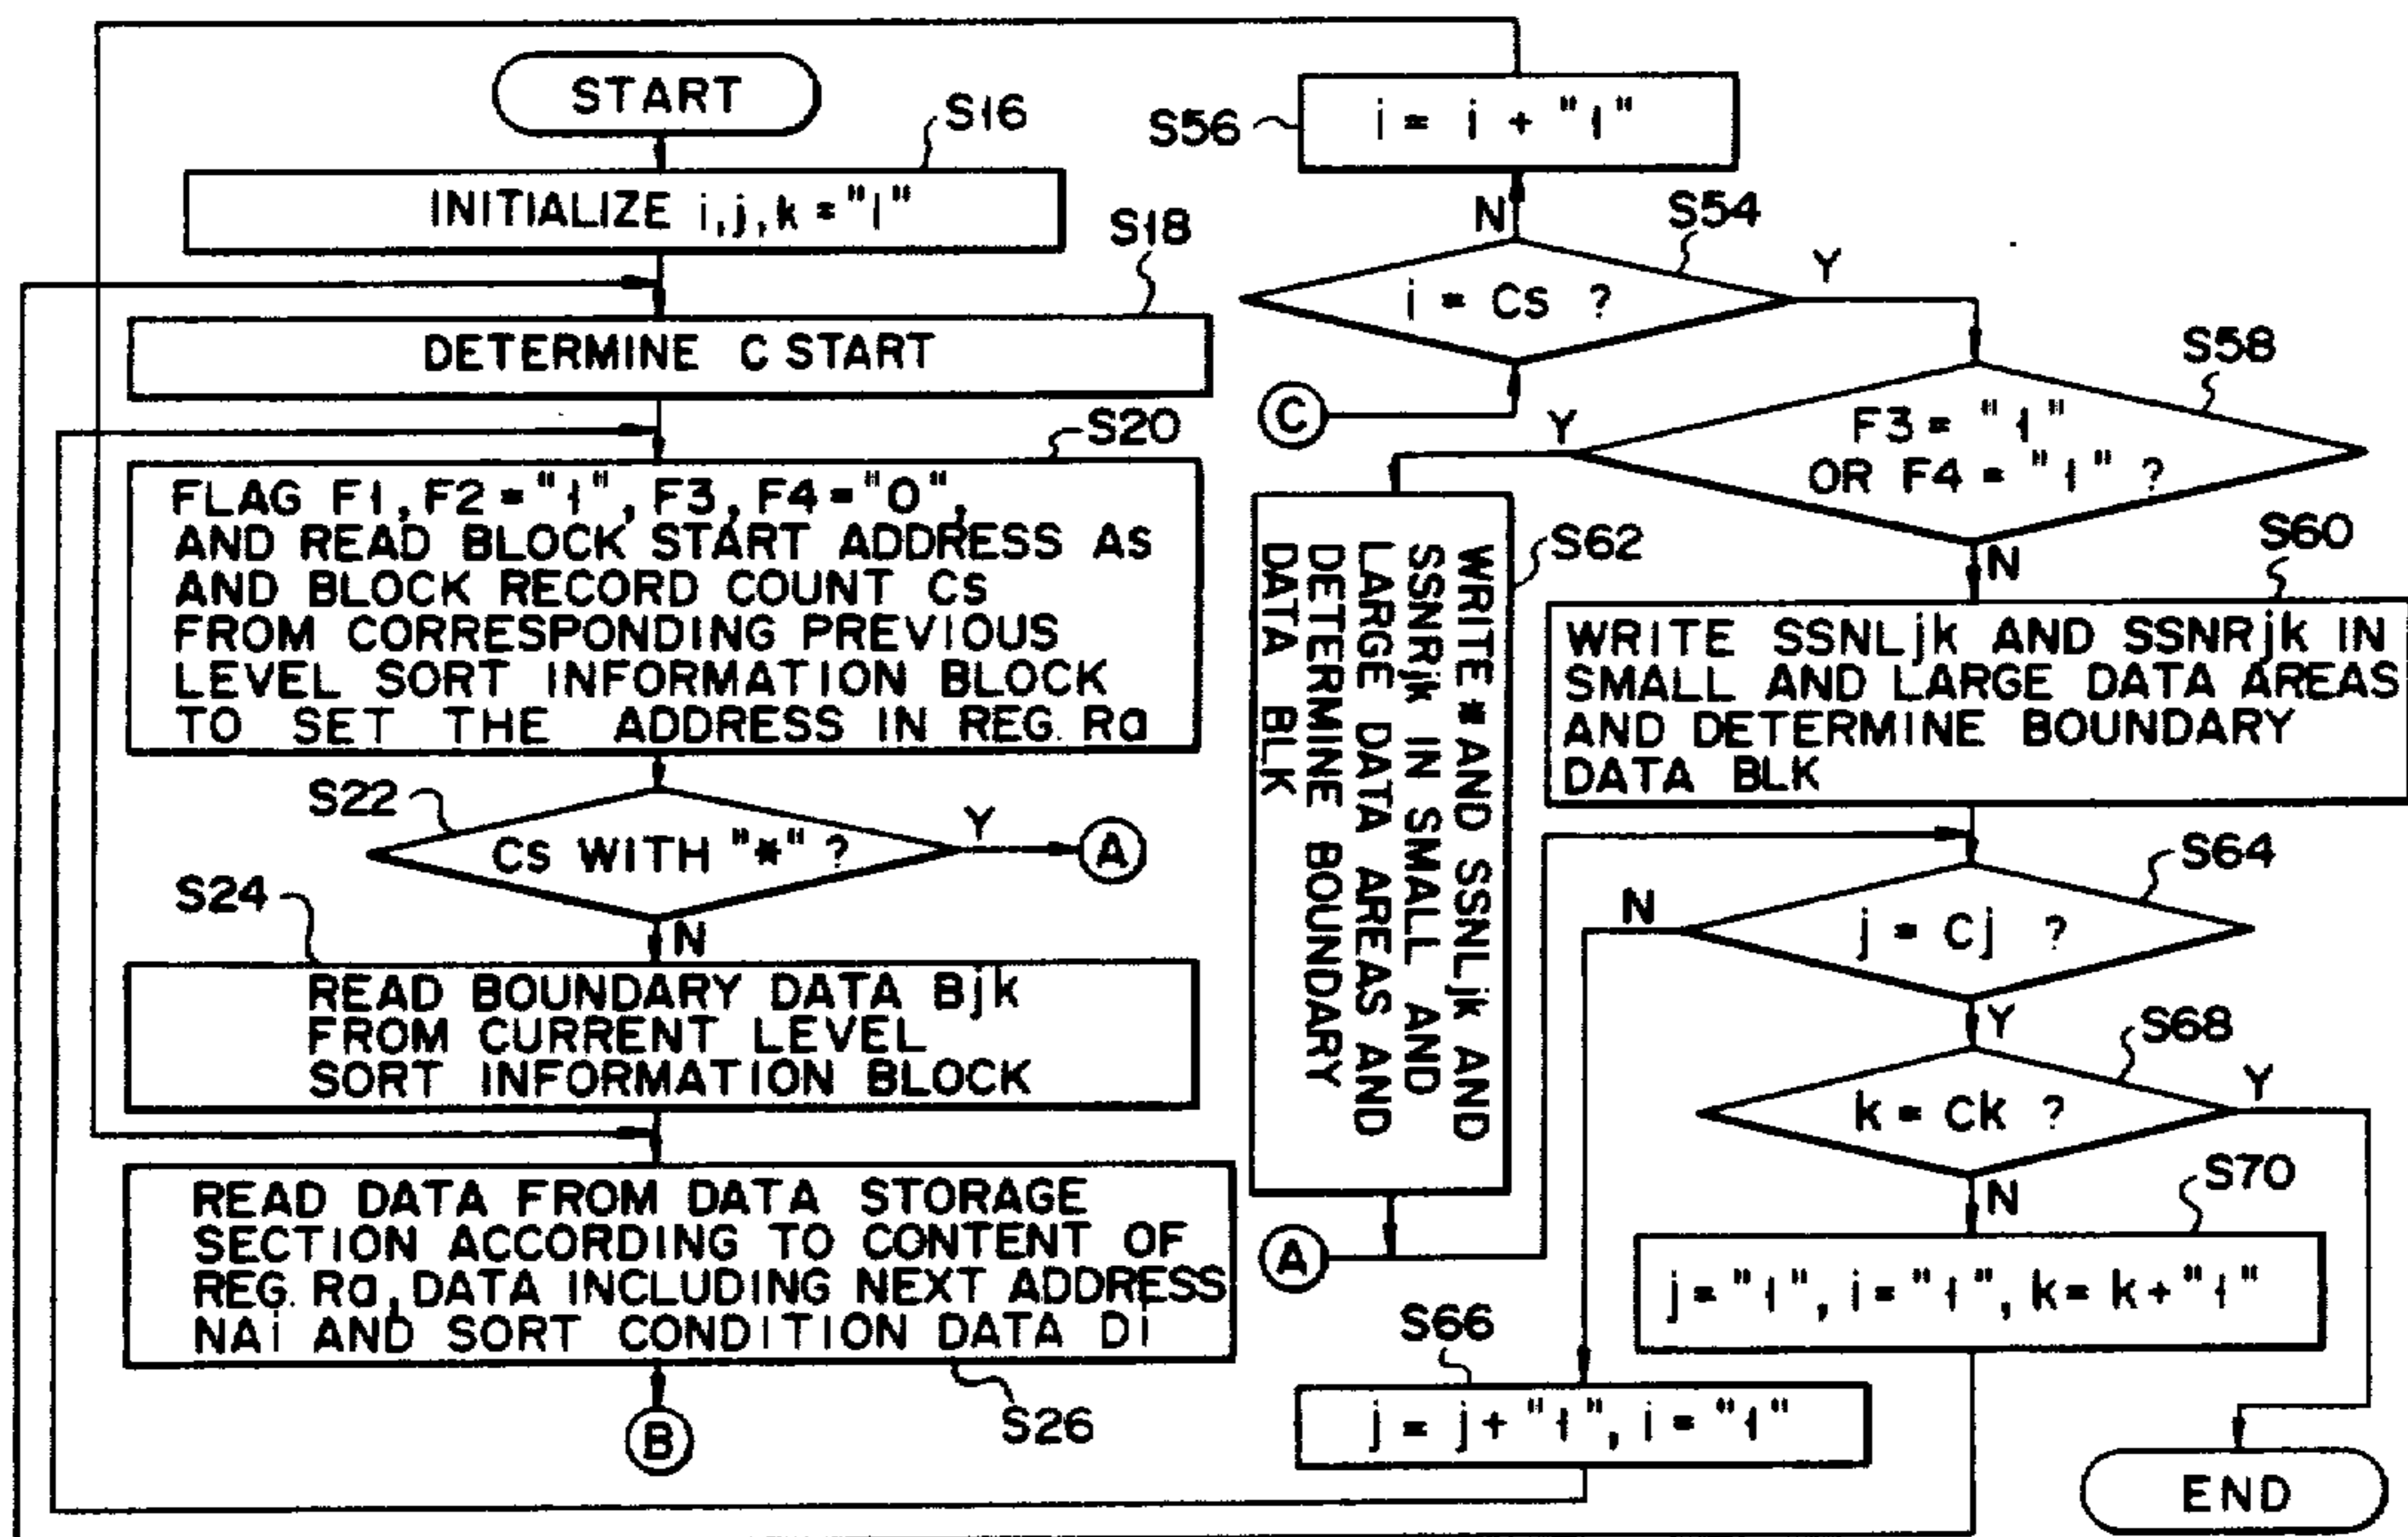 START
S16
INITIALIZE i,j,k="1"
S18
DETERMINE C START
S20
FLAG F1, F2="1", F3, F4="0",
AND READ BLOCK START ADDRESS As
AND BLOCK RECORD COUNT Cs
FROM CORRESPONDING PREVIOUS
LEVEL SORT INFORMATION BLOCK
TO SET THE ADDRESS IN REG. Ra
S22
Cs WITH "*" ?
Y
A
N
S24
READ BOUNDARY DATA Bjk
FROM CURRENT LEVEL
SORT INFORMATION BLOCK
READ DATA FROM DATA STORAGE
SECTION ACCORDING TO CONTENT OF
REG. Ra, DATA INCLUDING NEXT ADDRESS
NAi AND SORT CONDITION DATA Di
S26
B
S56
i = i + "1"
N
S54
i = Cs ?
Y
C
S58
F3 = "1"
OR F4 = "1" ?
Y
N
S62
WRITE * AND SSNLjk AND
SSNRjk IN SMALL AND
LARGE DATA AREAS AND
DETERMINE BOUNDARY
DATA BLK
S60
WRITE SSNLjk AND SSNRjk IN
SMALL AND LARGE DATA AREAS
AND DETERMINE BOUNDARY
DATA BLK
A
S64
j = Cj ?
N
Y
S68
k = Ck ?
Y
N
S70
j="1", i="1", k=k+"1"
S66
j = j+"1", i="1"
END